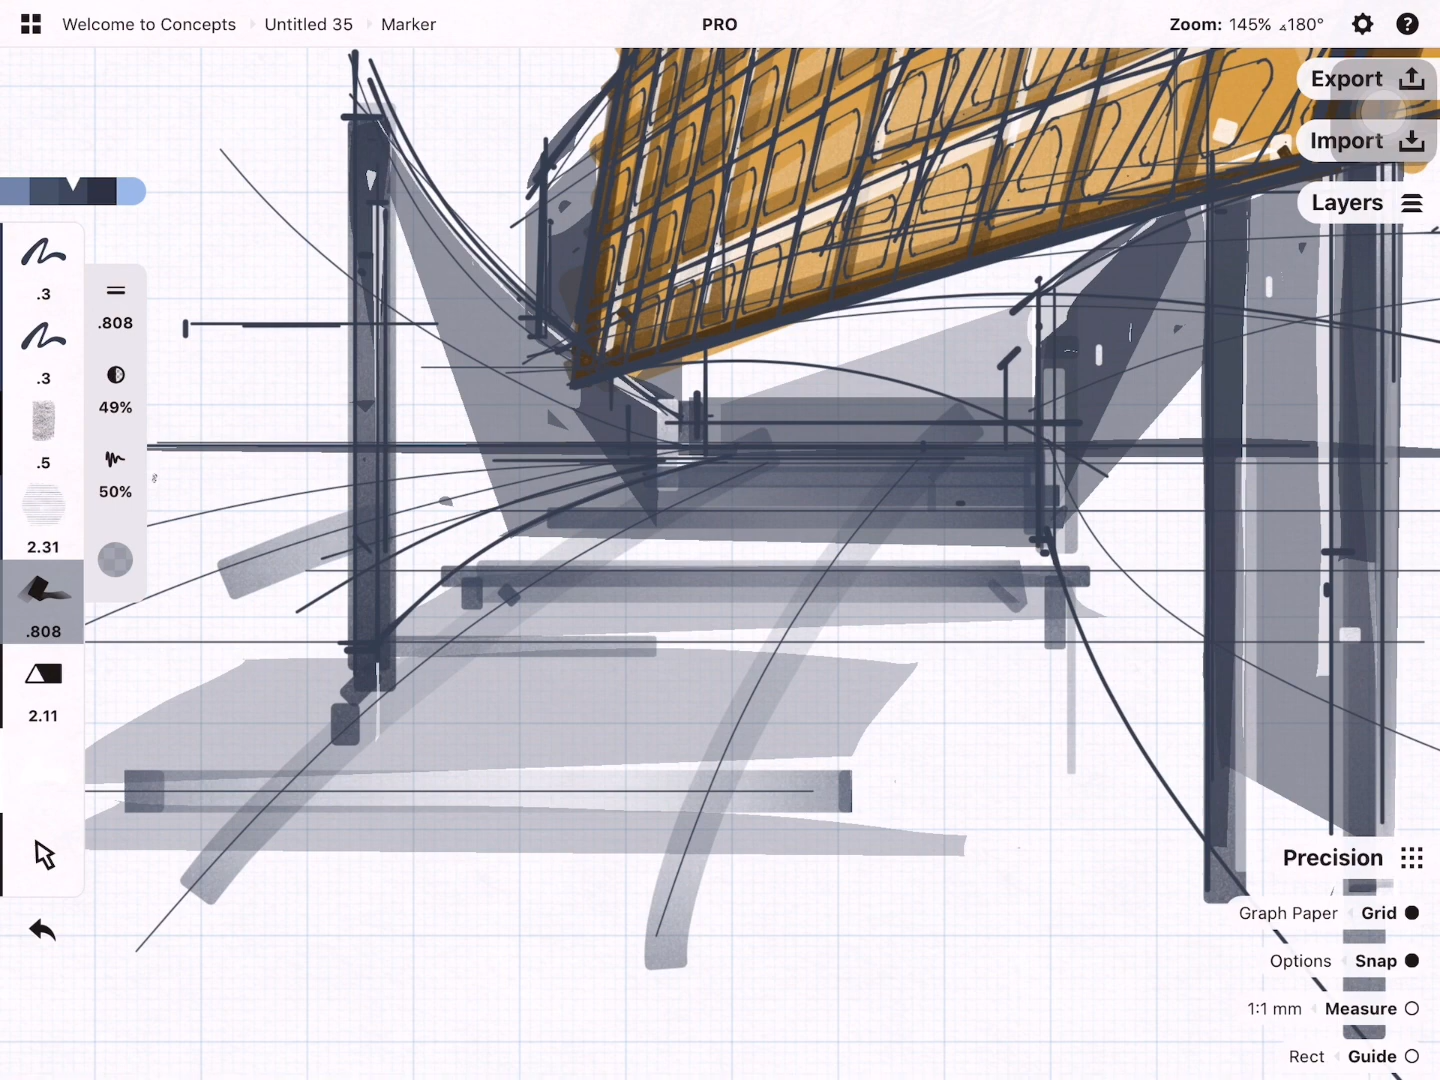 Welcome to Concepts Untitled 35 Marker PRO Zoom: 145% ∡180°
Export
Import
Layers
.3
.808
.3
49%
.5
50%
2.31
.808
2.11
Precision
Graph Paper Grid
Options Snap
1:1 mm Measure
Rect Guide